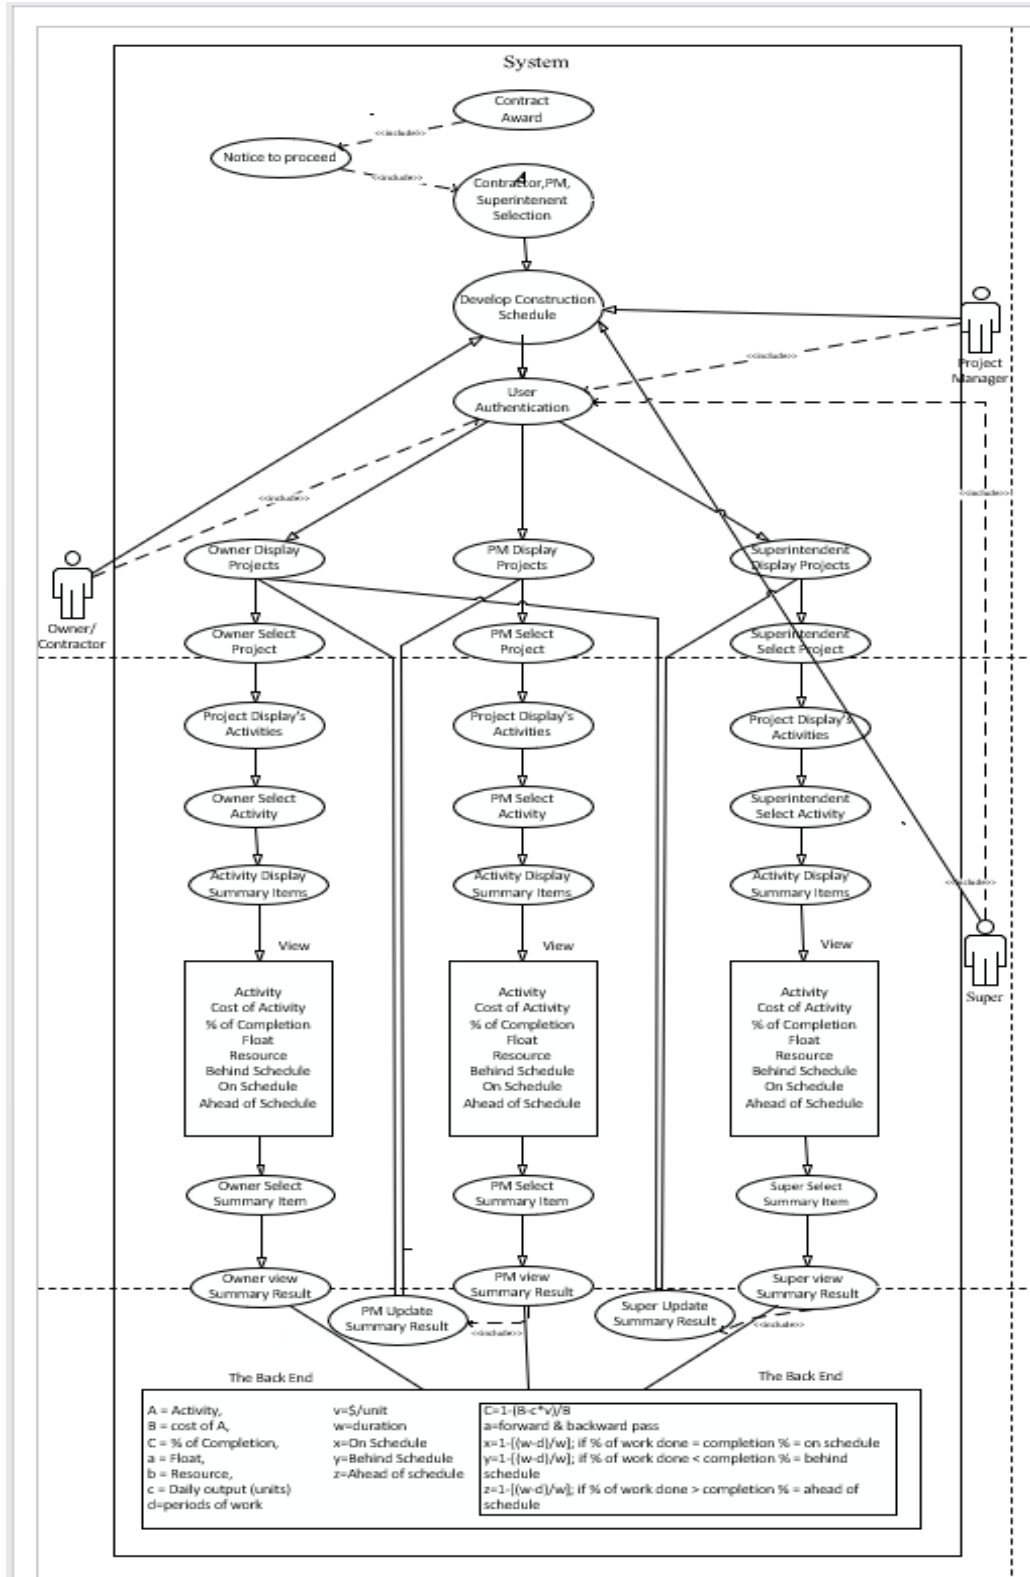 System
Contract
Award
<<include>>
Notice to proceed
<<include>>
Contractor,PM,
Superintenent
Selection
Develop Construction
Schedule
<<include>>
Project
Manager
User
Authentication
<<include>>
<<include>>
Owner Display
Projects
PM Display
Projects
Superintendent
Display Projects
Owner/
Contractor
Owner Select
Project
PM Select
Project
Superintendent
Select Project
Project Display's
Activities
Project Display's
Activities
Project Display's
Activities
Owner Select
Activity
PM Select
Activity
Superintendent
Select Activity
Activity Display
Summary Items
Activity Display
Summary Items
Activity Display
Summary Items
<<include>>
Super
View
View
View
Activity
Cost of Activity
% of Completion
Float
Resource
Behind Schedule
On Schedule
Ahead of Schedule
Activity
Cost of Activity
% of Completion
Float
Resource
Behind Schedule
On Schedule
Ahead of Schedule
Activity
Cost of Activity
% of Completion
Float
Resource
Behind Schedule
On Schedule
Ahead of Schedule
Owner Select
Summary Item
PM Select
Summary Item
Super Select
Summary Item
Owner view
Summary Result
PM view
Summary Result
Super view
Summary Result
PM Update
Summary Result
<<include>>
Super Update
Summary Result
<<include>>
The Back End
The Back End
A = Activity,
B = cost of A,
C = % of Completion,
a = Float,
b = Resource,
c = Daily output (units)
d=periods of work
v=$/unit
w=duration
x=On Schedule
y=Behind Schedule
z=Ahead of schedule
C=1-(B-c*v)/B
a=forward & backward pass
x=1-[(w-d)/w]; if % of work done = completion % = on schedule
y=1-[(w-d)/w]; if % of work done < completion % = behind
schedule
z=1-[(w-d)/w]; if % of work done > completion % = ahead of
schedule